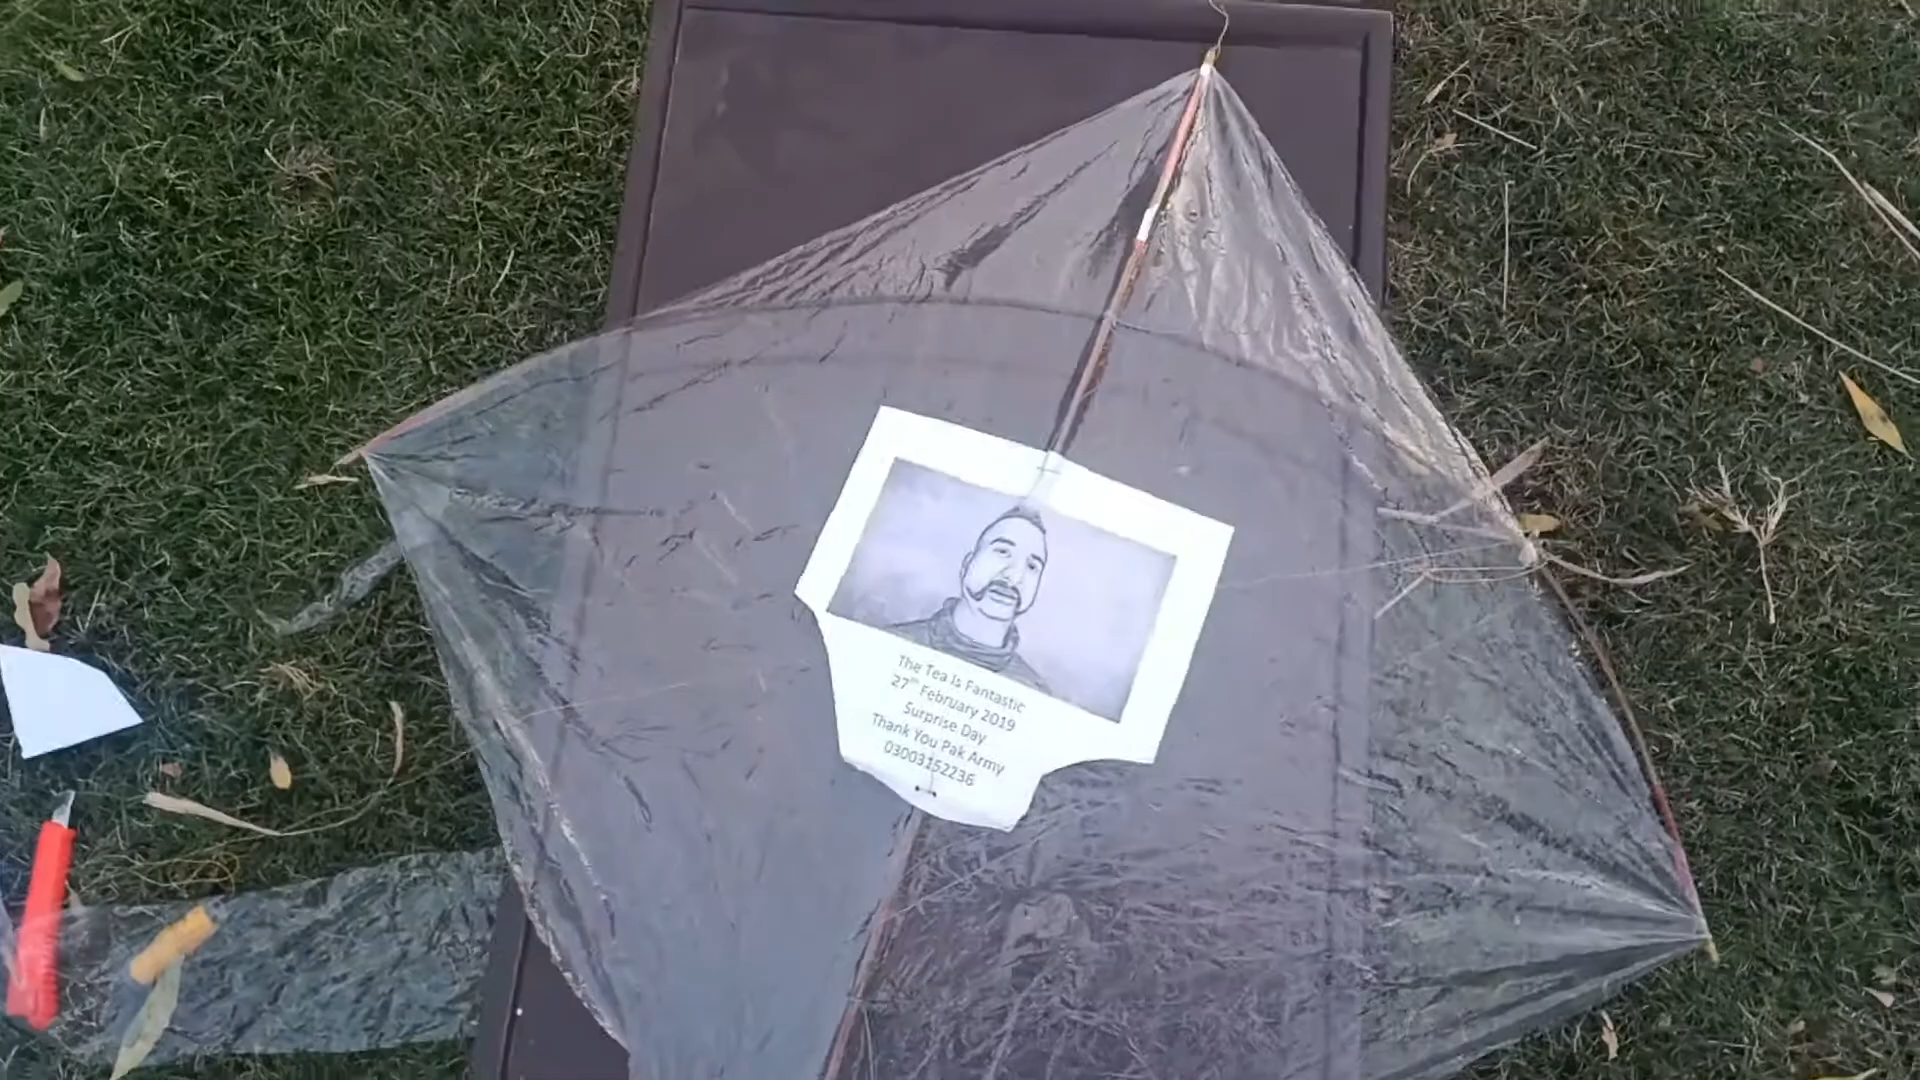 The Tea Is Fantastic
27th February 2019
Surprise Day
Thank You Pak Army
03003152236